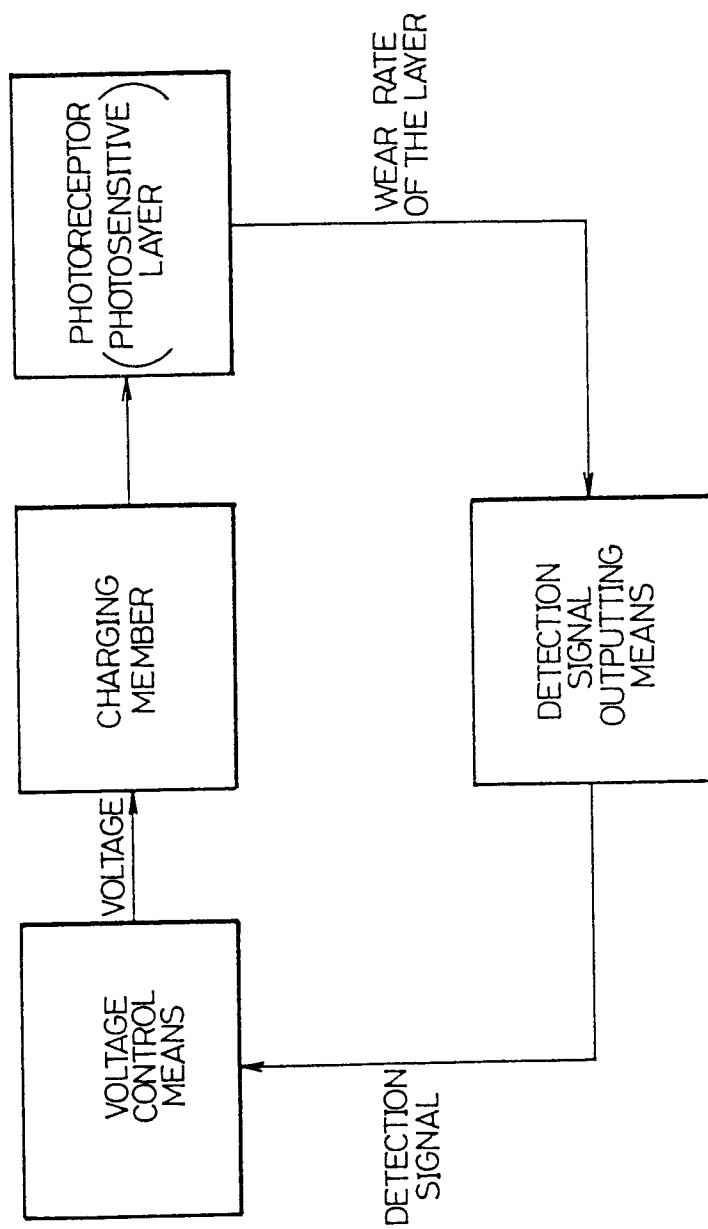 VOLTAGE
CONTROL
MEANS
VOLTAGE
CHARGING
MEMBER
PHOTORECEPTOR
(PHOTOSENSITIVE
LAYER)
WEAR RATE
OF THE LAYER
DETECTION
SIGNAL
OUTPUTTING
MEANS
DETECTION
SIGNAL